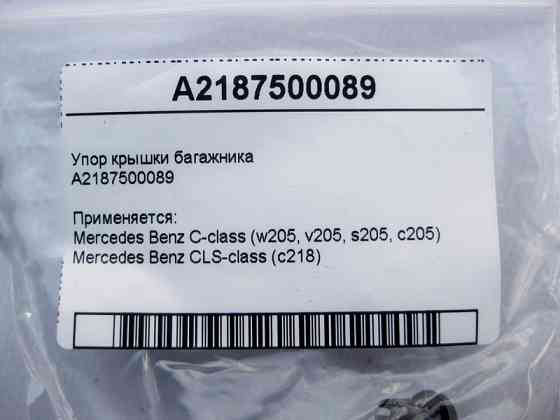 A2187500089
Упор крышки багажника
A2187500089
Применяется:
Mercedes Benz C-class (w205, v205, s205, c205)
Mercedes Benz CLS-class (c218)